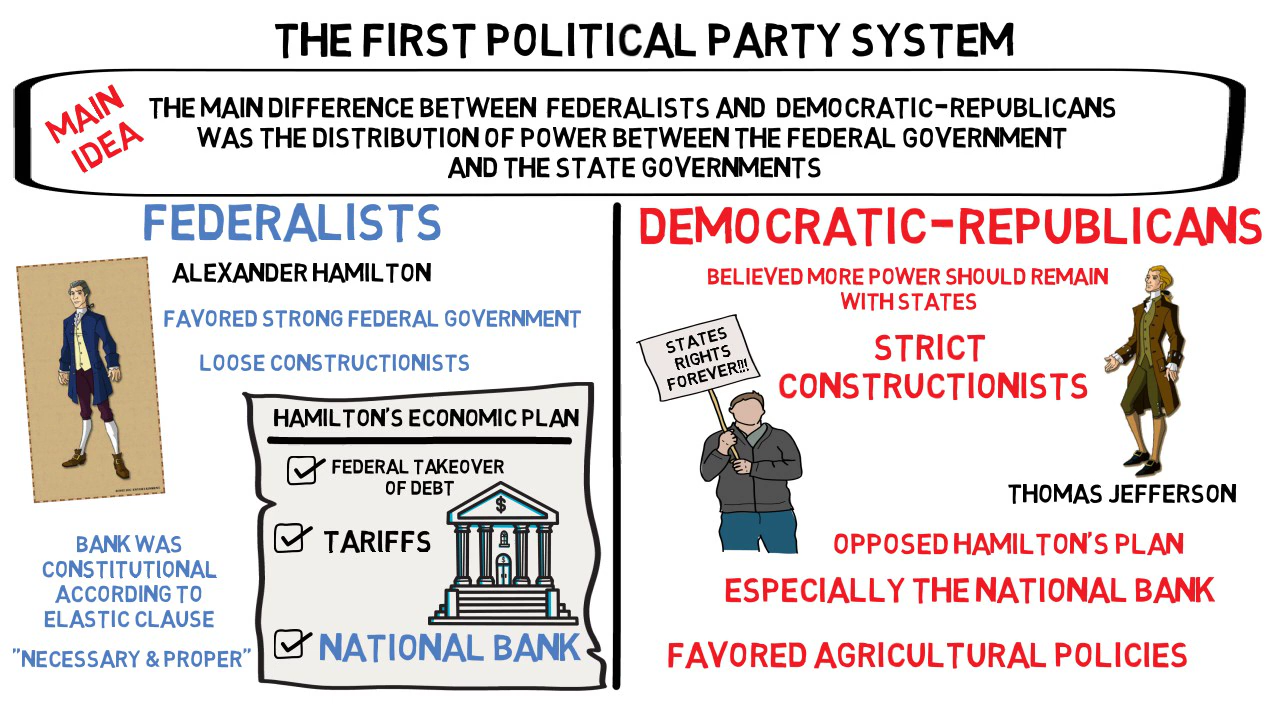 THE FIRST POLITICAL PARTY SYSTEM
MAIN
IDEA
THE MAIN DIFFERENCE BETWEEN FEDERALISTS AND DEMOCRATIC-REPUBLICANS
WAS THE DISTRIBUTION OF POWER BETWEEN THE FEDERAL GOVERNMENT
AND THE STATE GOVERNMENTS
FEDERALISTS
ALEXANDER HAMILTON
FAVORED STRONG FEDERAL GOVERNMENT
LOOSE CONSTRUCTIONISTS
HAMILTON'S ECONOMIC PLAN
FEDERAL TAKEOVER
OF DEBT
$
TARIFFS
NATIONAL BANK
BANK WAS
CONSTITUTIONAL
ACCORDING TO
ELASTIC CLAUSE
"NECESSARY & PROPER"
DEMOCRATIC-REPUBLICANS
BELIEVED MORE POWER SHOULD REMAIN
WITH STATES
STATES
RIGHTS
FOREVER!!!
STRICT
CONSTRUCTIONISTS
THOMAS JEFFERSON
OPPOSED HAMILTON'S PLAN
ESPECIALLY THE NATIONAL BANK
FAVORED AGRICULTURAL POLICIES